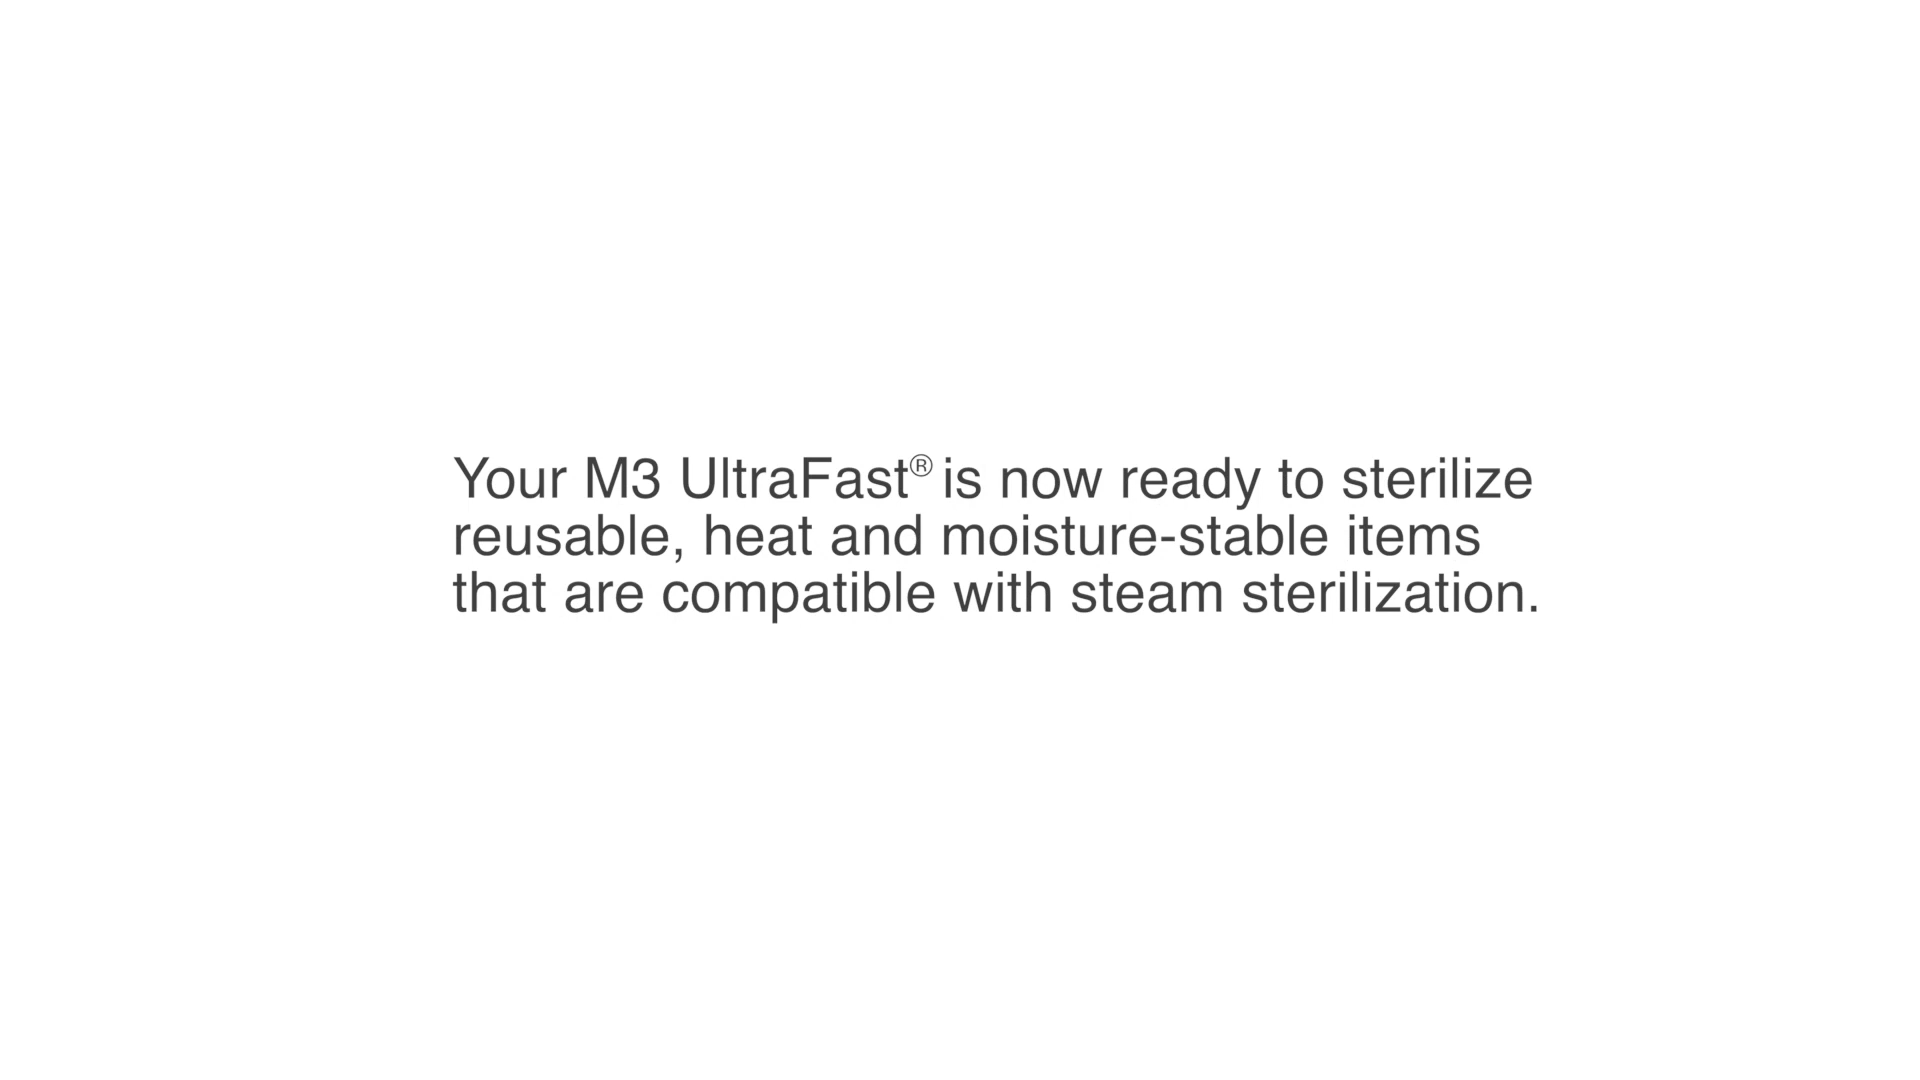 Your M3 UltraFast® is now ready to sterilize
reusable, heat and moisture-stable items
that are compatible with steam sterilization.